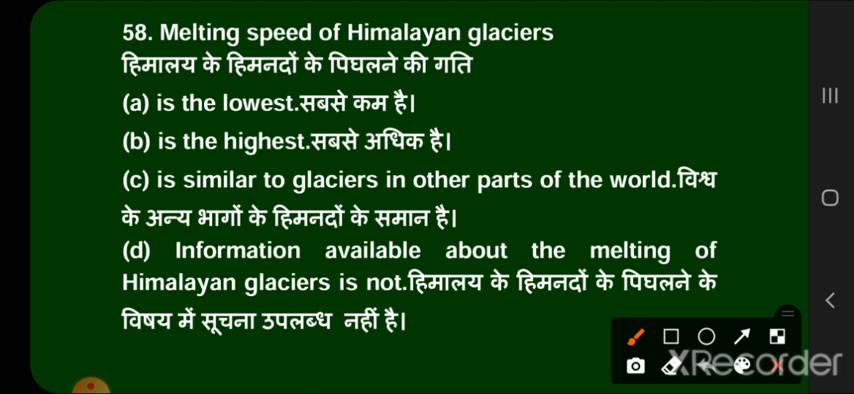 58. Melting speed of Himalayan glaciers
हिमालय के हिमनदों के पिघलने की गति
(a) is the lowest.सबसे कम है।
(b) is the highest.सबसे अधिक है।
(c) is similar to glaciers in other parts of the world.विश्व
के अन्य भागों के हिमनदों के समान है।
(d) Information available about the melting of
Himalayan glaciers is not.हिमालय के हिमनदों के पिघलने के
विषय में सूचना उपलब्ध नहीं है।
XRecorder